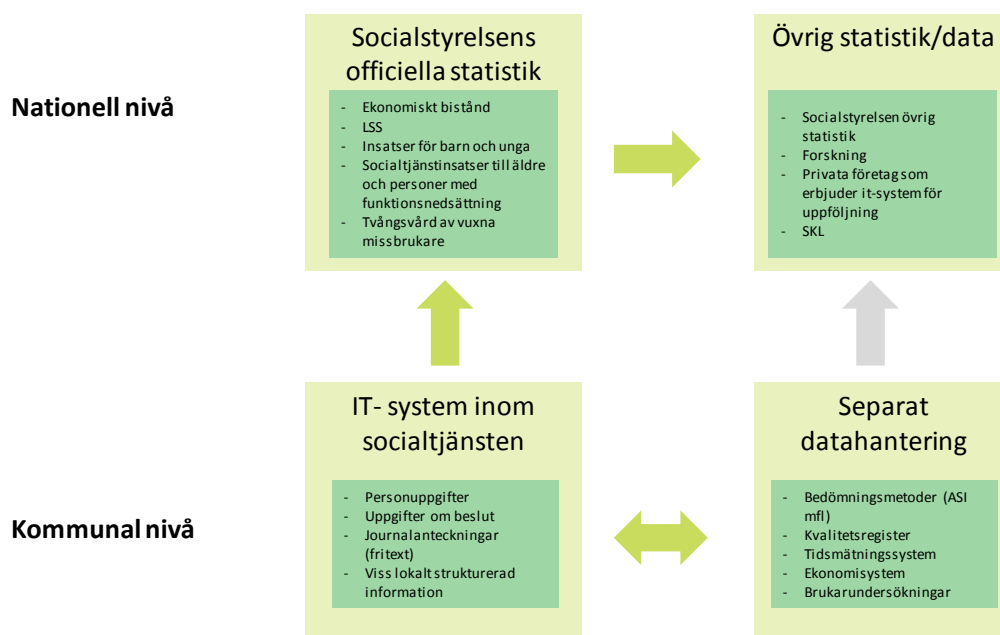 Nationell nivå
Socialstyrelsens
officiella statistik
- Ekonomiskt bistånd
- LSS
- Insatser för barn och unga
- Socialtjänstinsatser till äldre
och personer med
funktionsnedsättning
- Tvångsvård av vuxna
missbrukare
Övrig statistik/data
- Socialstyrelsen övrig
statistik
- Forskning
- Privata företag som
erbjuder it-system för
uppföljning
- SKL
Kommunal nivå
IT- system inom
socialtjänsten
- Personuppgifter
- Uppgifter om beslut
- Journalanteckningar
(fritext)
- Viss lokalt strukturerad
information
Separat
datahantering
- Bedömningsmetoder (ASI
mfl)
- Kvalitetsregister
- Tidsmätningssystem
- Ekonomisystem
- Brukarundersökningar